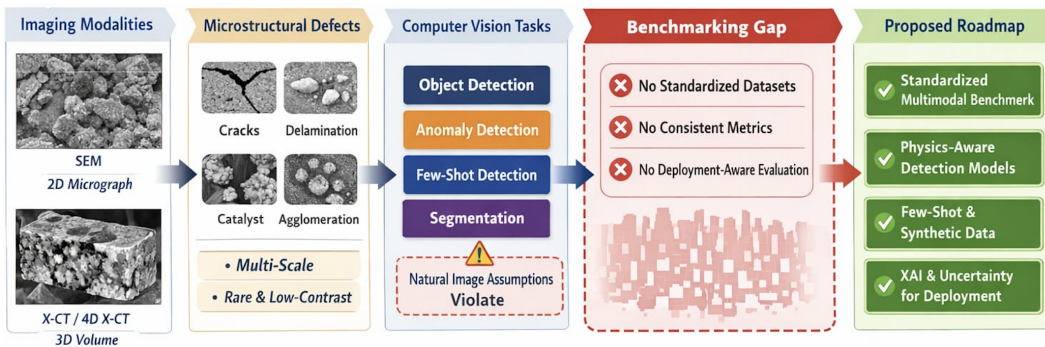 Imaging Modalities
SEM
2D Micrograph
X-CT / 4D X-CT
3D Volume
Microstructural Defects
Cracks
Delamination
Catalyst
Agglomeration
• Multi-Scale
• Rare & Low-Contrast
Computer Vision Tasks
Object Detection
Anomaly Detection
Few-Shot Detection
Segmentation
Natural Image Assumptions
Violate
Benchmarking Gap
No Standardized Datasets
No Consistent Metrics
No Deployment-Aware Evaluation
Proposed Roadmap
Standardized
Multimodal Benchmerk
Physics-Aware
Detection Models
Few-Shot &
Synthetic Data
XAI & Uncertainty
for Deployment